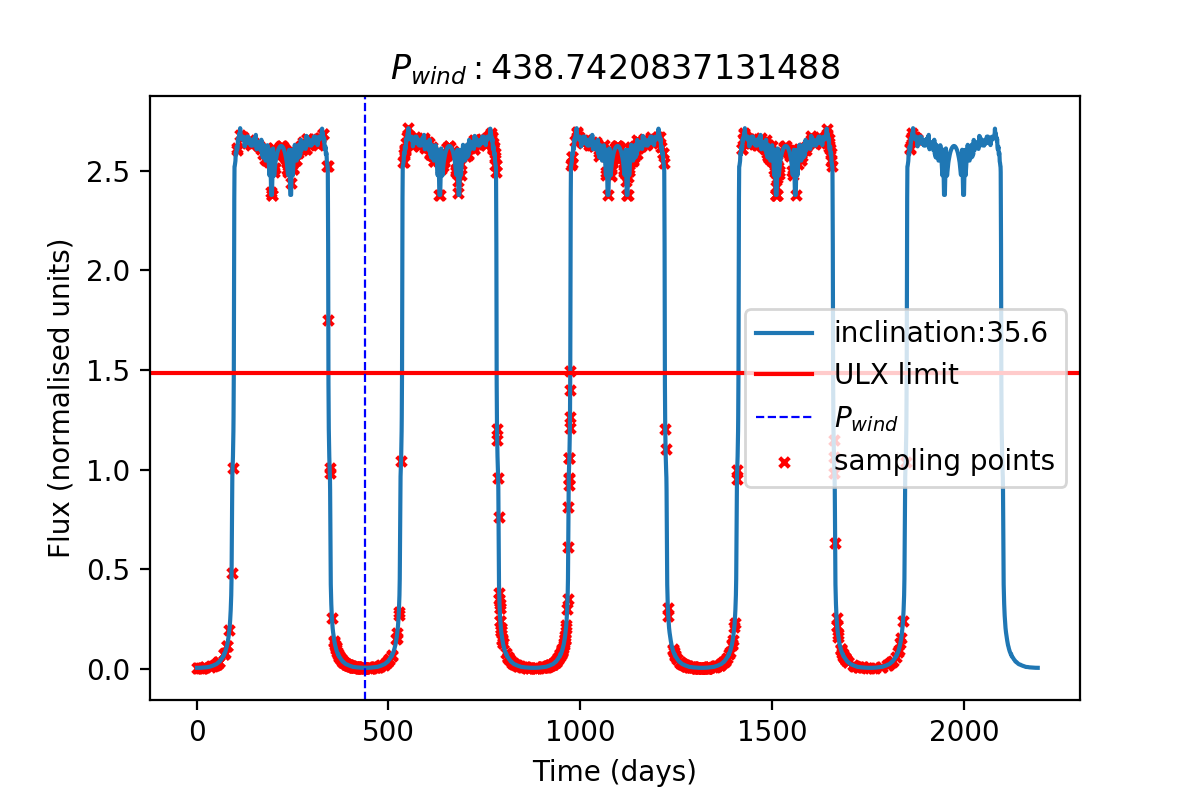 P_wind : 438.7420837131488
Flux (normalised units)
2.5
2.0
1.5
1.0
0.5
0.0
inclination:35.6
ULX limit
P_wind
sampling points
0
500
1000
1500
2000
Time (days)